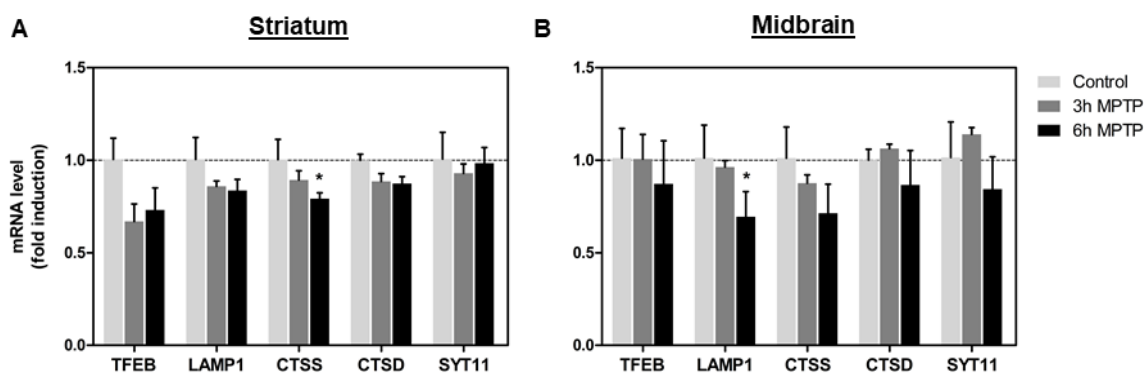 A
Striatum
mRNA level
(fold induction)
1.5
1.0
0.5
0.0
*
TFEB LAMP1 CTSS CTSD SYT11
B
Midbrain
1.5
1.0
0.5
0.0
*
TFEB LAMP1 CTSS CTSD SYT11
Control
3h MPTP
6h MPTP